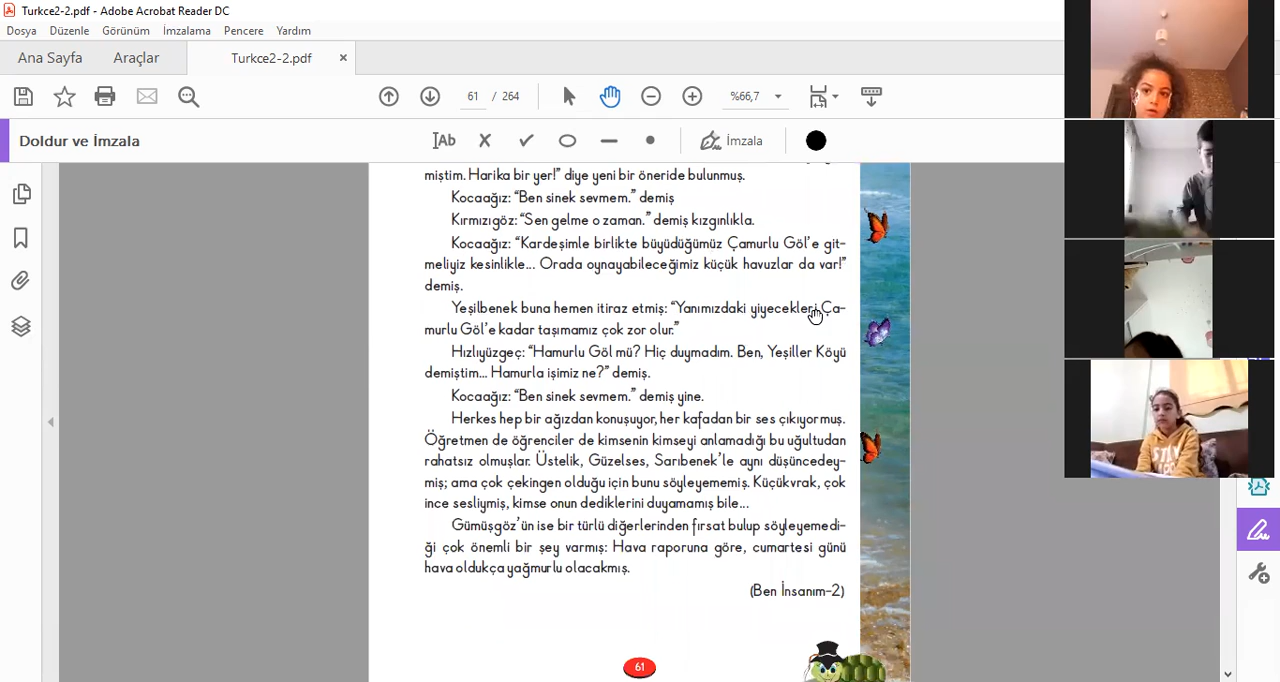 Turkce2-2.pdf - Adobe Acrobat Reader DC
Dosya Düzenle Görünüm İmzalama Pencere Yardım
Ana Sayfa Araçlar Turkce2-2.pdf ×
61 / 264 %66,7
Doldur ve İmzala
İmzala
miştim. Harika bir yer!” diye yeni bir öneride bulunmuş.
Kocaağız: “Ben sinek sevmem.” demiş
Kırmızıgöz: “Sen gelme o zaman.” demiş kızgınlıkla.
Kocaağız: “Kardeşimle birlikte büyüdüğümüz Çamurlu Göl’e git-
meliyiz kesinlikle... Orada oynayabileceğimiz küçük havuzlar da var!”
demiş.
Yeşilbenek buna hemen itiraz etmiş: “Yanımızdaki yiyecekleri Ça-
murlu Göl’e kadar taşımamız çok zor olur.”
Hızlıyüzgeç: “Hamurlu Göl mü? Hiç duymadım. Ben, Yeşiller Köyü
demiştim... Hamurla işimiz ne?” demiş.
Kocaağız: “Ben sinek sevmem.” demiş yine.
Herkes hep bir ağızdan konuşuyor, her kafadan bir ses çıkıyormuş.
Öğretmen de öğrenciler de kimsenin kimseyi anlamadığı bu uğultudan
rahatsız olmuşlar. Üstelik, Güzelses, Sarıbenek’le aynı düşüncedey-
miş; ama çok çekingen olduğu için bunu söyleyememiş. Küçükvrak, çok
ince sesliymiş, kimse onun dediklerini duyamamış bile...
Gümüşgöz’ün ise bir türlü diğerlerinden fırsat bulup söyleyemedi-
ği çok önemli bir şey varmış: Hava raporuna göre, cumartesi günü
hava oldukça yağmurlu olacakmış.
(Ben İnsanım-2)
61